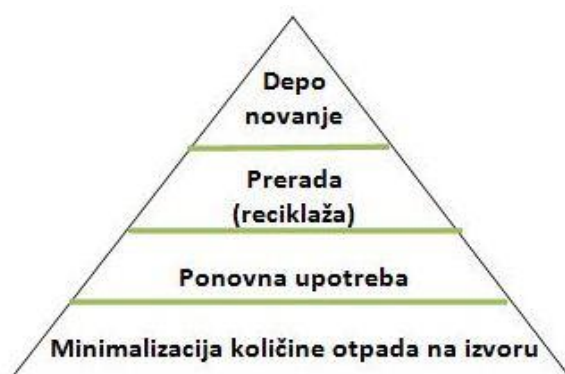 Depo
novanje
Prerada
(reciklaža)
Ponovna upotreba
Minimalizacija količine otpada na izvoru